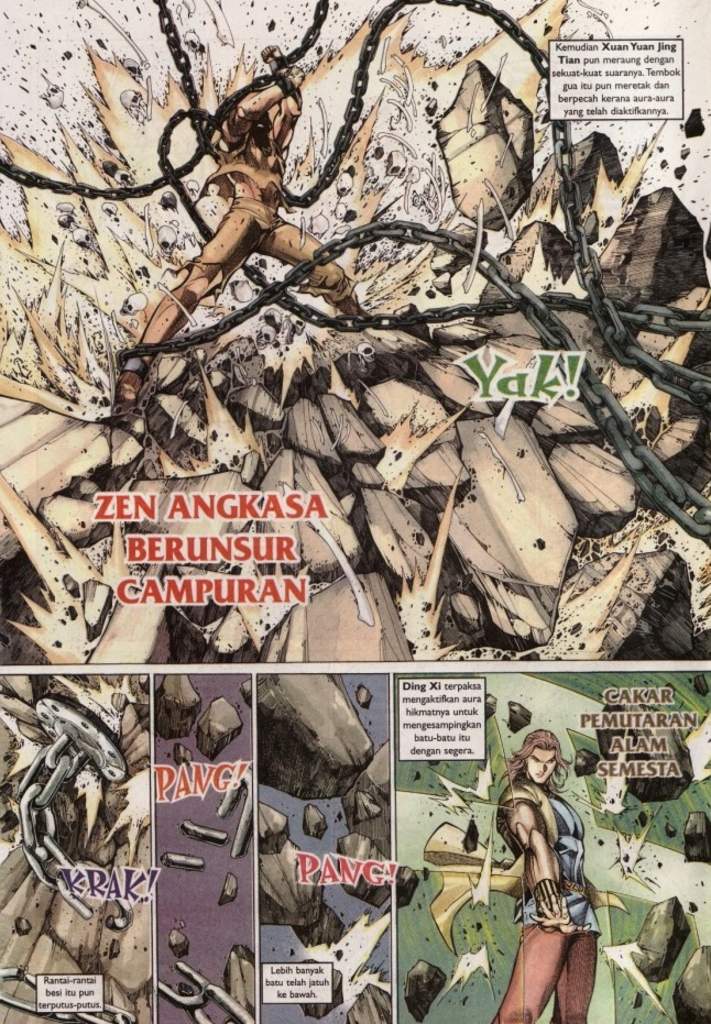 Kemudian Xuan Yuan Jing
Tian pun meraung dengan
sekuat-kuat suaranya. Tembok
gua itu pun meretak dan
berpecah kerana aura-aura
yang telah diaktifkannya.
Yak!
ZEN ANGKASA
BERUNSUR
CAMPURAN
KRAK!
Rantai-rantai
besi itu pun
terputus-putus.
PANG!
PANG!
Lebih banyak
batu telah jatuh
ke bawah.
Ding Xi terpaksa
mengaktifkan aura
hikmatnya untuk
mengesampingkan
batu-batu itu
dengan segera.
CAKAR
PEMUTARAN
ALAM
SEMESTA